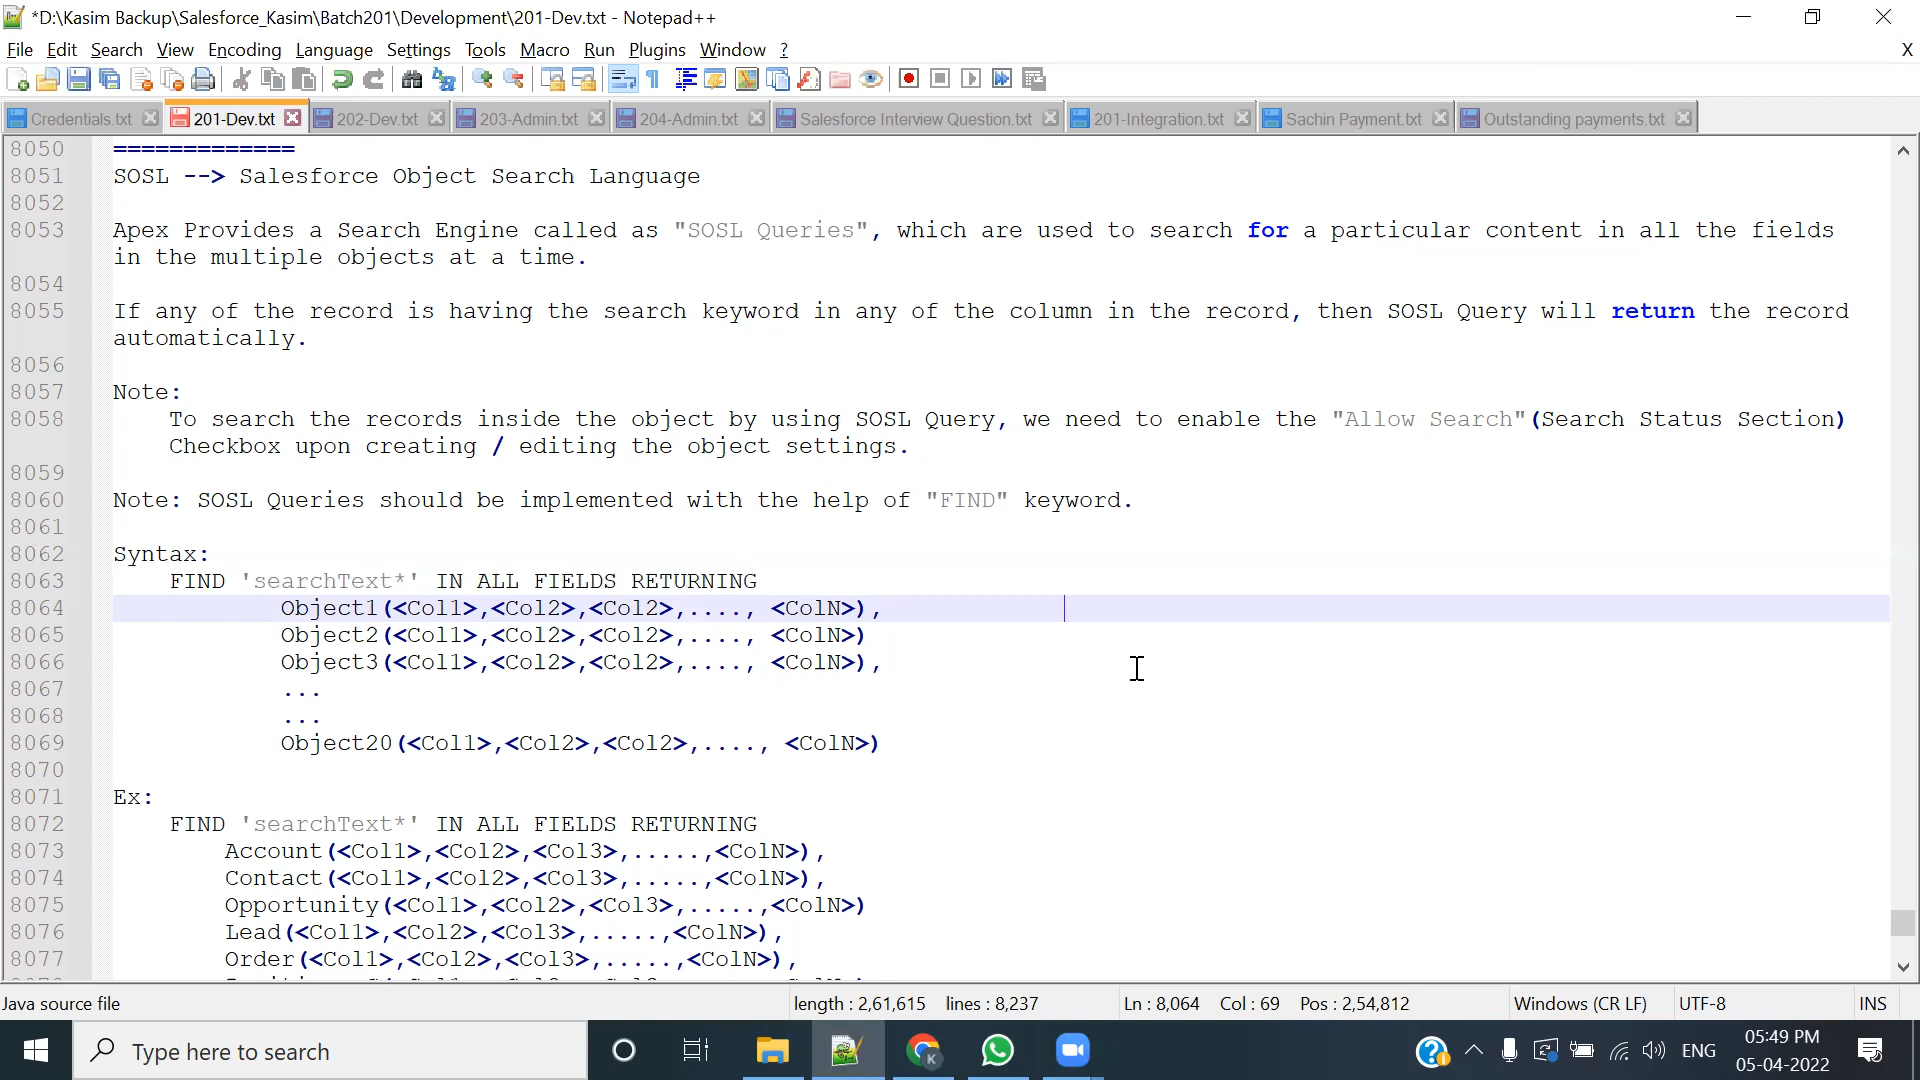 *D:\Kasim Backup\Salesforce_Kasim\Batch201\Development\201-Dev.txt - Notepad++
File Edit Search View Encoding Language Settings Tools Macro Run Plugins Window ? X
Credentials.txt 201-Dev.txt 202-Dev.txt 203-Admin.txt 204-Admin.txt Salesforce Interview Question.txt 201-Integration.txt Sachin Payment.txt Outstanding payments.txt
8050 =============
8051 SOSL --> Salesforce Object Search Language
8052
8053 Apex Provides a Search Engine called as "SOSL Queries", which are used to search for a particular content in all the fields
in the multiple objects at a time.
8054
8055 If any of the record is having the search keyword in any of the column in the record, then SOSL Query will return the record
automatically.
8056
8057 Note:
8058 To search the records inside the object by using SOSL Query, we need to enable the "Allow Search"(Search Status Section)
Checkbox upon creating / editing the object settings.
8059
8060 Note: SOSL Queries should be implemented with the help of "FIND" keyword.
8061
8062 Syntax:
8063 FIND 'searchText*' IN ALL FIELDS RETURNING
8064 Object1(<Col1>,<Col2>,<Col2>,...., <ColN>),
8065 Object2(<Col1>,<Col2>,<Col2>,...., <ColN>)
8066 Object3(<Col1>,<Col2>,<Col2>,...., <ColN>),
8067 ...
8068 ...
8069 Object20(<Col1>,<Col2>,<Col2>,...., <ColN>)
8070
8071 Ex:
8072 FIND 'searchText*' IN ALL FIELDS RETURNING
8073 Account(<Col1>,<Col2>,<Col3>,.....,<ColN>),
8074 Contact(<Col1>,<Col2>,<Col3>,.....,<ColN>),
8075 Opportunity(<Col1>,<Col2>,<Col3>,.....,<ColN>)
8076 Lead(<Col1>,<Col2>,<Col3>,.....,<ColN>),
8077 Order(<Col1>,<Col2>,<Col3>,.....,<ColN>),
Java source file length : 2,61,615 lines : 8,237 Ln : 8,064 Col : 69 Pos : 2,54,812 Windows (CR LF) UTF-8 INS
Type here to search
K
ENG
05:49 PM
05-04-2022